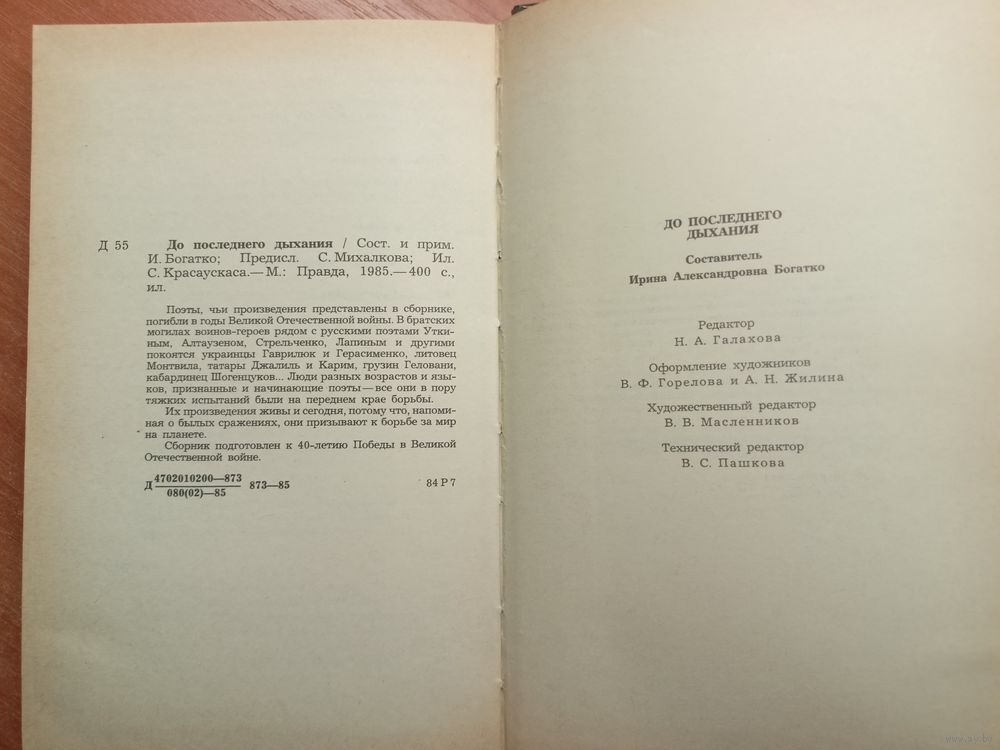 Д 55 До последнего дыхания / Сост. и прим.
И. Богатко; Предисл. С. Михалкова; Ил.
С. Красаускаса.— М.: Правда, 1985.— 400 с.,
ил.
Поэты, чьи произведения представлены в сборнике,
погибли в годы Великой Отечественной войны. В братских
могилах воинов-героев рядом с русскими поэтами Утки-
ным, Алтаузеном, Стрельченко, Лапиным и другими
покоятся украинцы Гаврилюк и Герасименко, литовец
Монтвила, татары Джалиль и Карим, грузин Геловани,
кабардинец Шогенцуков... Люди разных возрастов и язы-
ков, признанные и начинающие поэты — все они в пору
тяжких испытаний были на переднем крае борьбы.
Их произведения живы и сегодня, потому что, напоми-
ная о былых сражениях, они призывают к борьбе за мир
на планете.
Сборник подготовлен к 40-летию Победы в Великой
Отечественной войне.
Д 4702010200—873
080(02)—85
873—85
84 Р 7
ДО ПОСЛЕДНЕГО
ДЫХАНИЯ
Составитель
Ирина Александровна Богатко
Редактор
Н. А. Галахова
Оформление художников
В. Ф. Горелова и А. Н. Жилина
Художественный редактор
В. В. Масленников
Технический редактор
В. С. Пашкова
www.ay.by